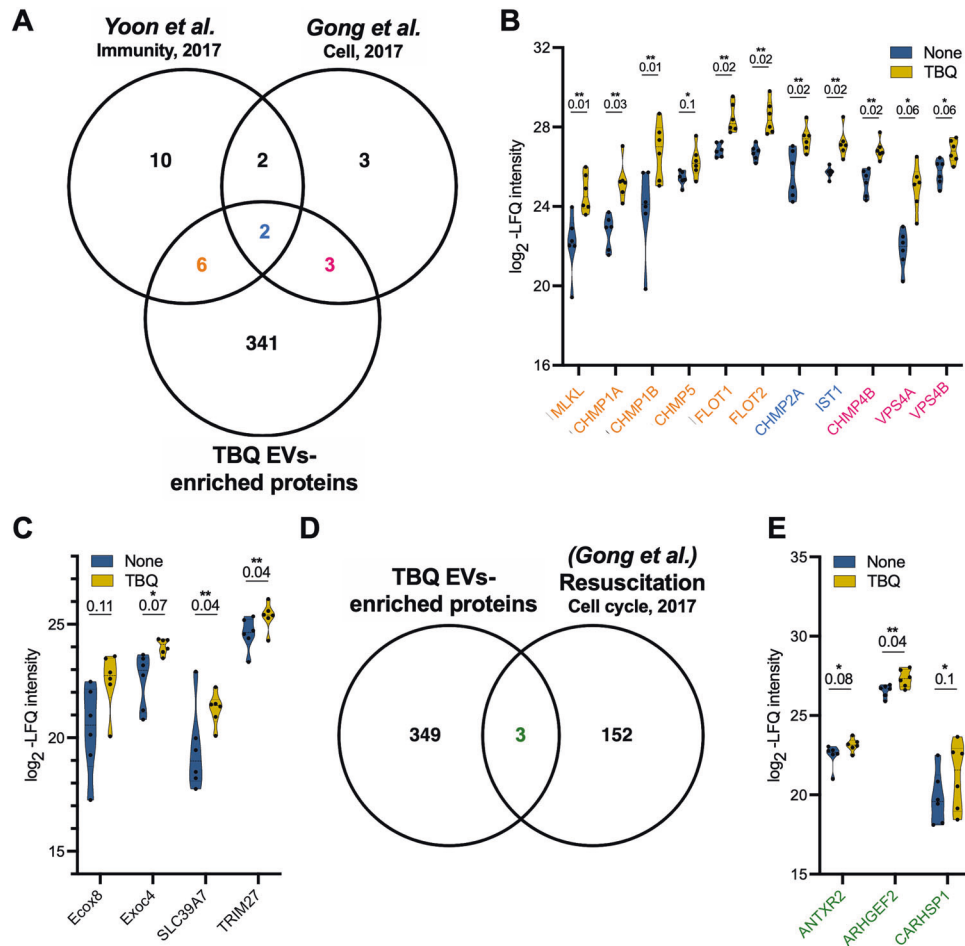 A
Yoon et al.
Immunity, 2017
Gong et al.
Cell, 2017
10
2
3
2
6
3
341
TBQ EVs-
enriched proteins
B
None
TBQ
log2 -LFQ intensity
32
28
24
20
16
**
0.01
**
0.03
**
0.01
*
0.1
**
0.02
**
0.02
**
0.02
**
0.02
**
0.02
*
0.06
*
0.06
MLKL
CHMP1A
CHMP1B
CHMP5
FLOT1
FLOT2
CHMP2A
IST1
CHMP4B
VPS4A
VPS4B
C
None
TBQ
log2 -LFQ intensity
25
20
15
0.11
*
0.07
**
0.04
**
0.04
Ecox8
Exoc4
SLC39A7
TRIM27
D
TBQ EVs-
enriched proteins
(Gong et al.)
Resuscitation
Cell cycle, 2017
349
3
152
E
None
TBQ
log2 -LFQ intensity
35
30
25
20
15
*
0.08
**
0.04
*
0.1
ANTXR2
ARHGEF2
CARHSP1